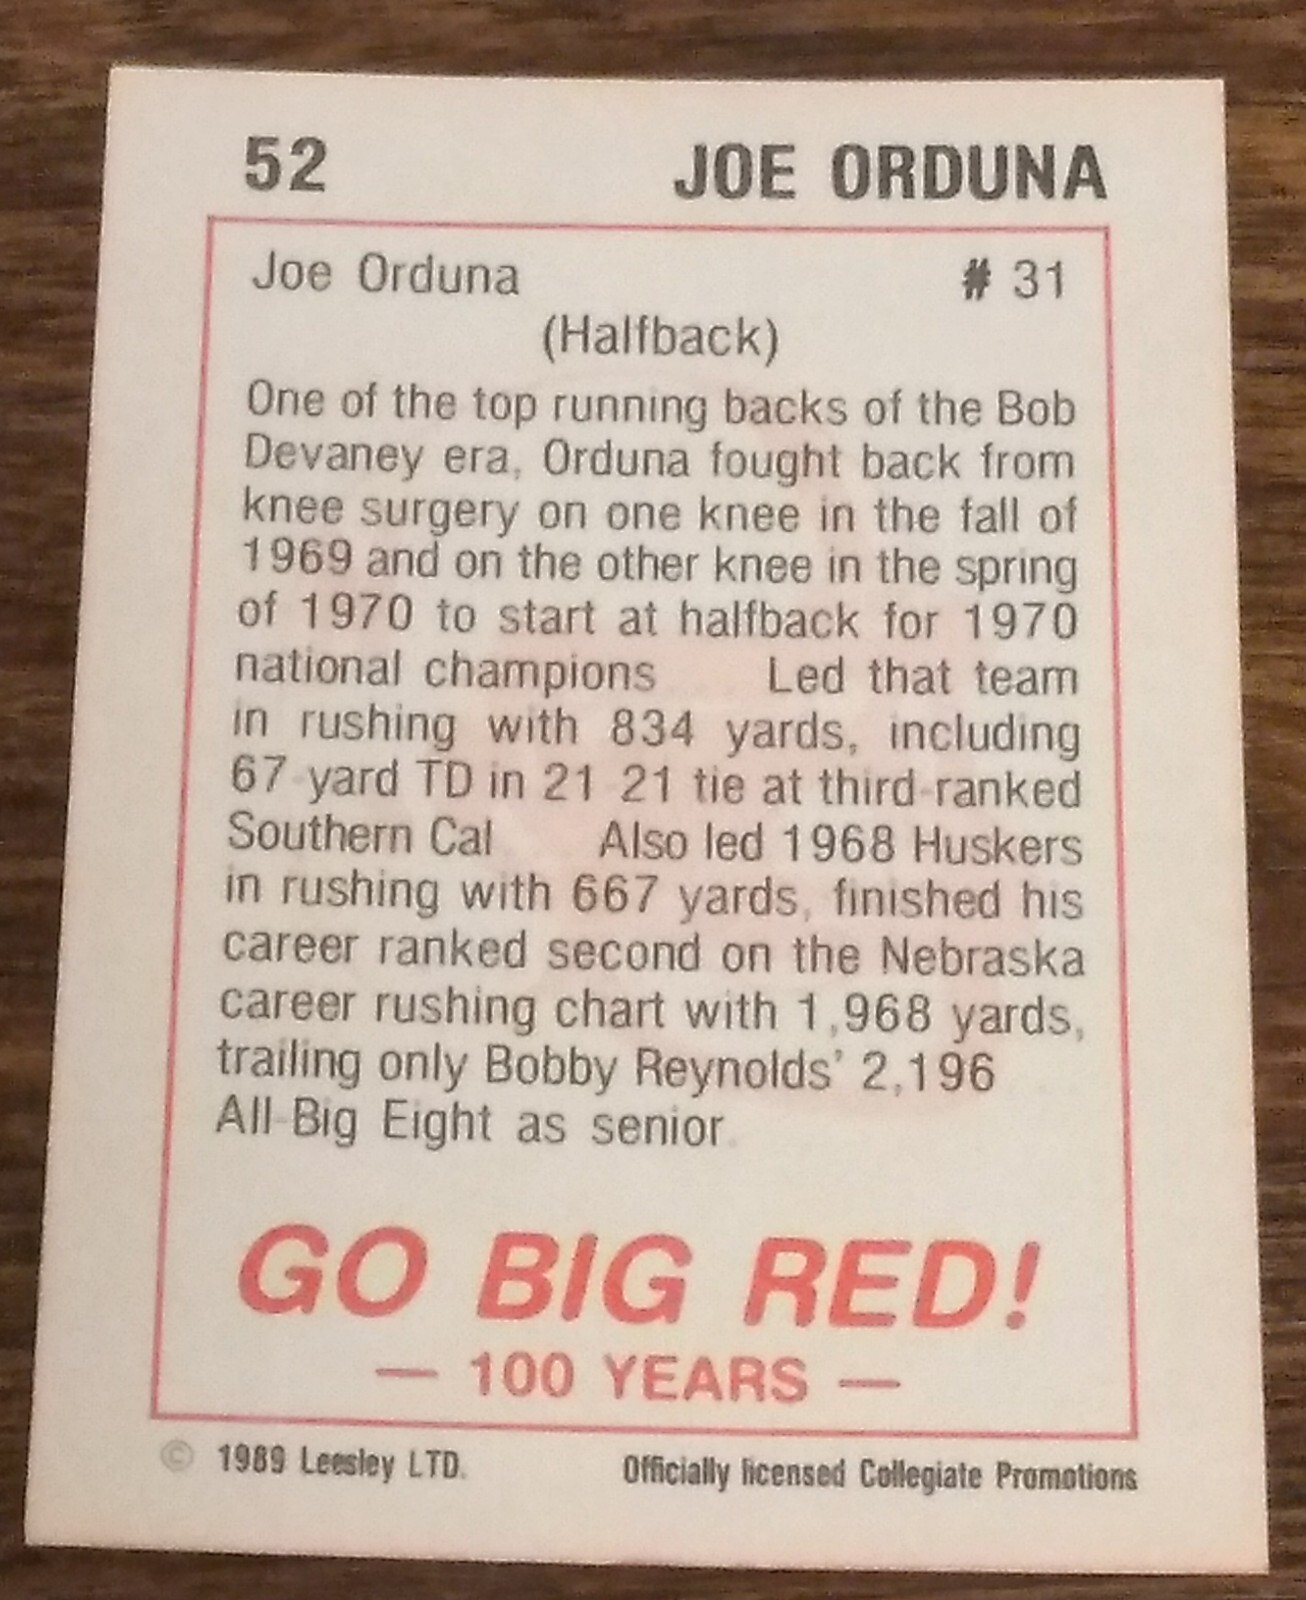 52 JOE ORDUNA
Joe Orduna # 31
(Halfback)
One of the top running backs of the Bob
Devaney era, Orduna fought back from
knee surgery on one knee in the fall of
1969 and on the other knee in the spring
of 1970 to start at halfback for 1970
national champions Led that team
in rushing with 834 yards, including
67-yard TD in 21 21 tie at third-ranked
Southern Cal Also led 1968 Huskers
in rushing with 667 yards, finished his
career ranked second on the Nebraska
career rushing chart with 1,968 yards,
trailing only Bobby Reynolds' 2,196
All-Big Eight as senior.
GO BIG RED!
— 100 YEARS —
© 1989 Leesley LTD. Officially licensed Collegiate Promotions